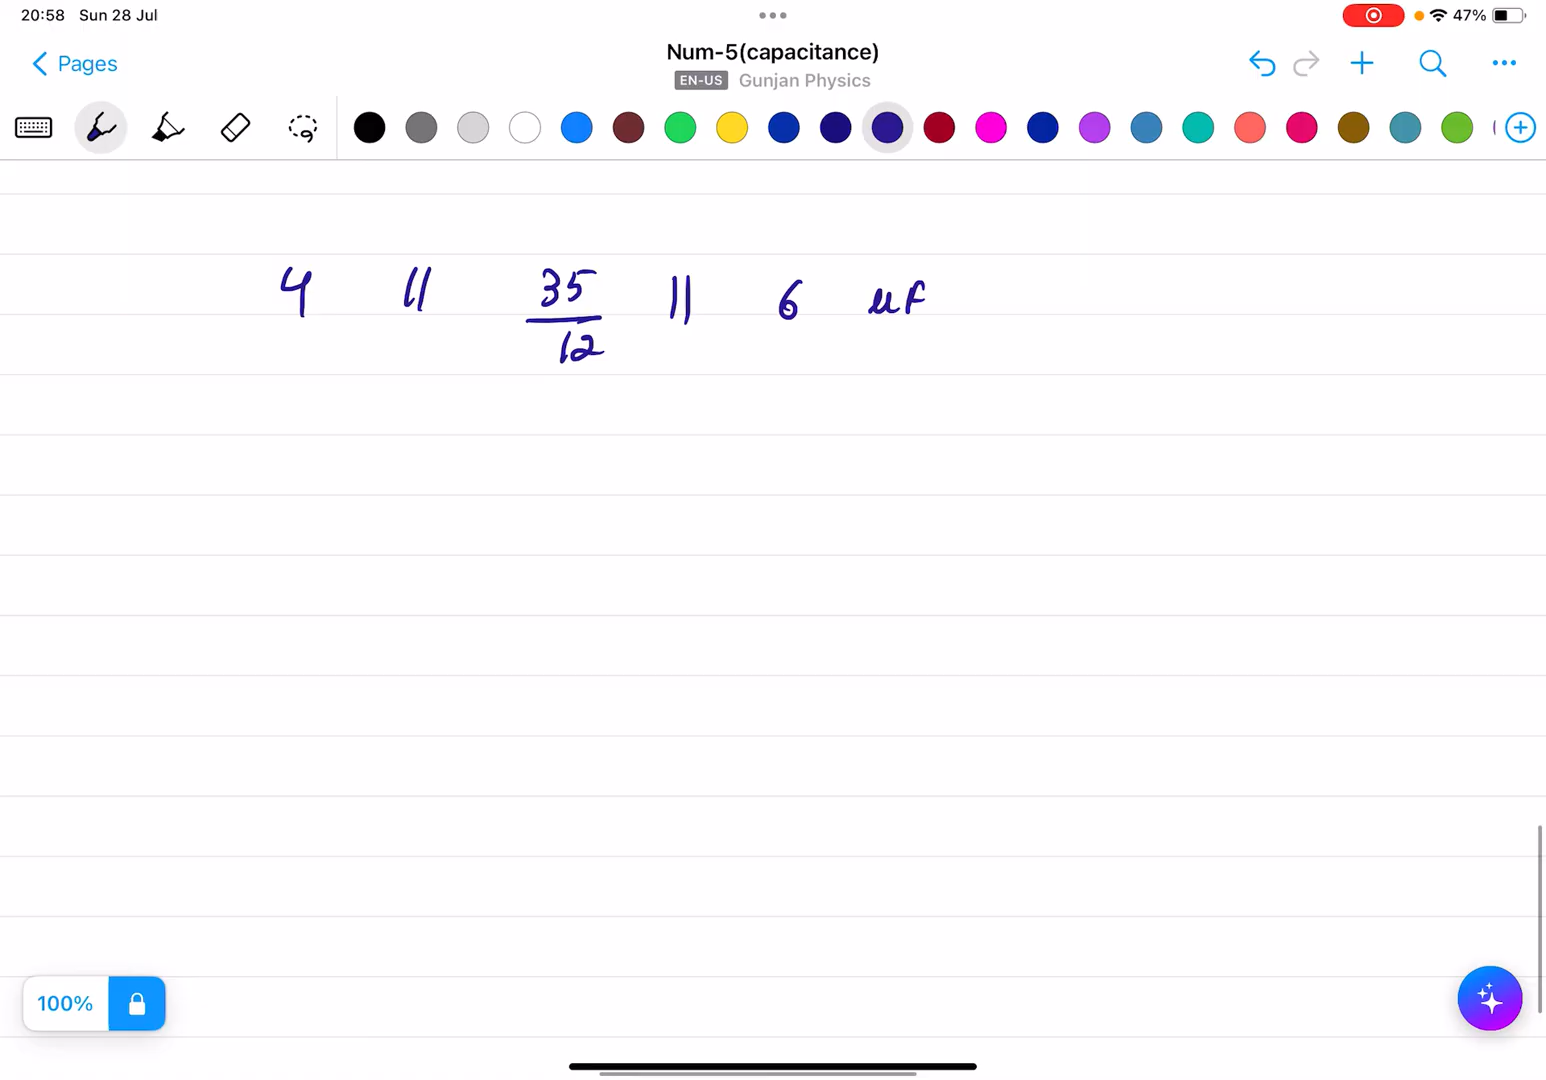 20:58 Sun 28 Jul
47%
Pages
Num-5(capacitance)
EN-US Gunjan Physics
4 || 35/12 || 6 μF
100%